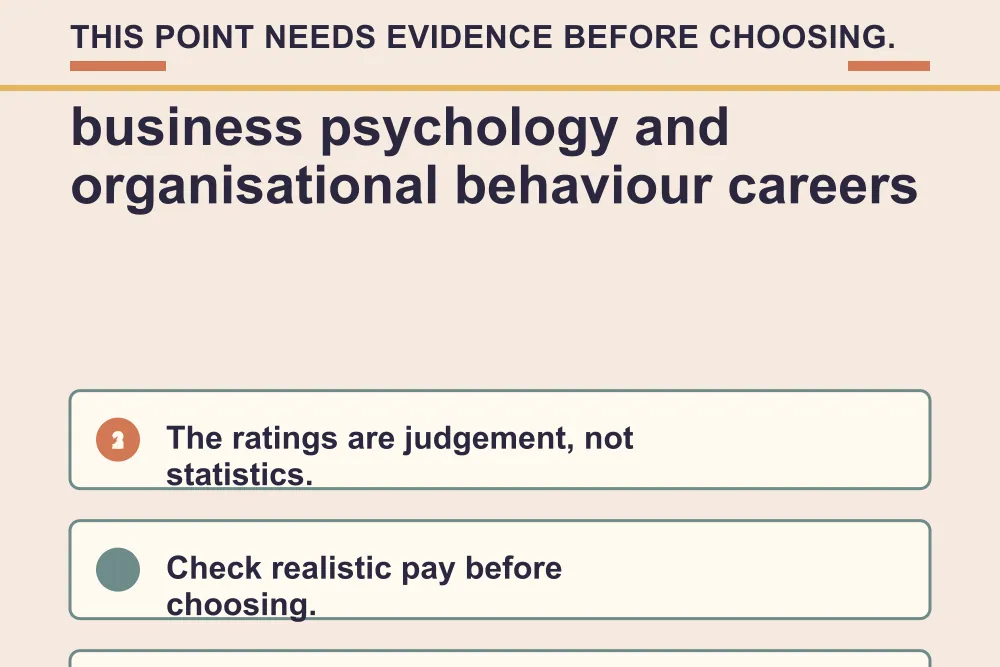 THIS POINT NEEDS EVIDENCE BEFORE CHOOSING.
business psychology and
organisational behaviour careers
The ratings are judgement, not
statistics.
Check realistic pay before
choosing.